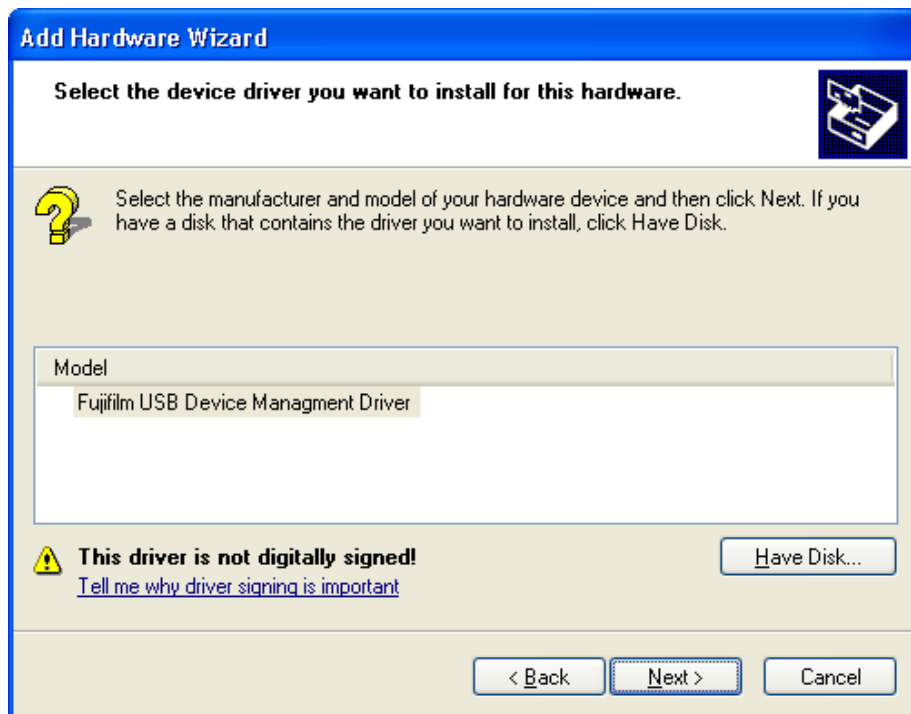 Add Hardware Wizard
Select the device driver you want to install for this hardware.
Select the manufacturer and model of your hardware device and then click Next. If you
have a disk that contains the driver you want to install, click Have Disk.
Model
Fujifilm USB Device Managment Driver
This driver is not digitally signed!
Have Disk...
Tell me why driver signing is important
< Back
Next >
Cancel